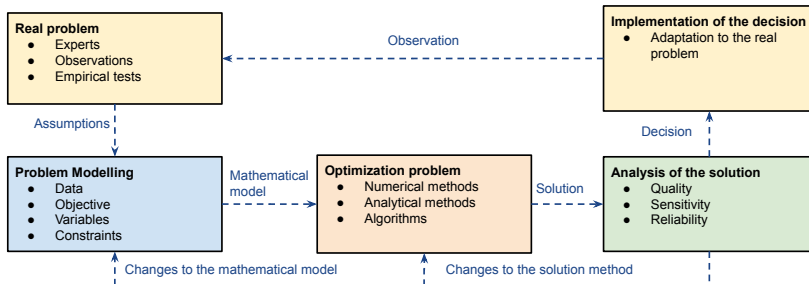 Real problem
● Experts
● Observations
● Empirical tests
Observation
Implementation of the decision
● Adaptation to the real
problem
Assumptions
Decision
Problem Modelling
● Data
● Objective
● Variables
● Constraints
Mathematical
model
Optimization problem
● Numerical methods
● Analytical methods
● Algorithms
Solution
Analysis of the solution
● Quality
● Sensitivity
● Reliability
Changes to the mathematical model
Changes to the solution method